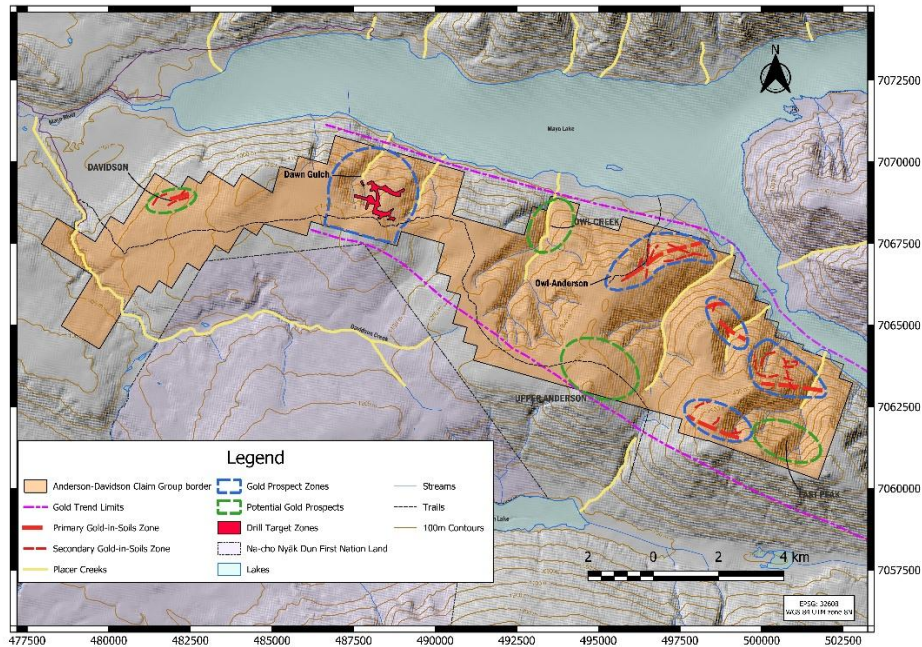 7072500
7070000
7067500
7065000
7062500
7060000
7057500
N
Mayo Lake
DAVIDSON
Dawn Gulch
OWL CREEK
Owl-Anderson
Davidson Creek
UPPER ANDERSON
EAST PEAK
Legend
Anderson-Davidson Claim Group border
Gold Prospect Zones
Streams
Gold Trend Limits
Potential Gold Prospects
Trails
Primary Gold-in-Soils Zone
Drill Target Zones
100m Contours
Secondary Gold-in-Soils Zone
Na-cho Nyäk Dun First Nation Land
Placer Creeks
Lakes
2 0 2 4 km
EPSG: 32608
WGS 84 UTM zone 8N
477500 480000 482500 485000 487500 490000 492500 495000 497500 500000 502500